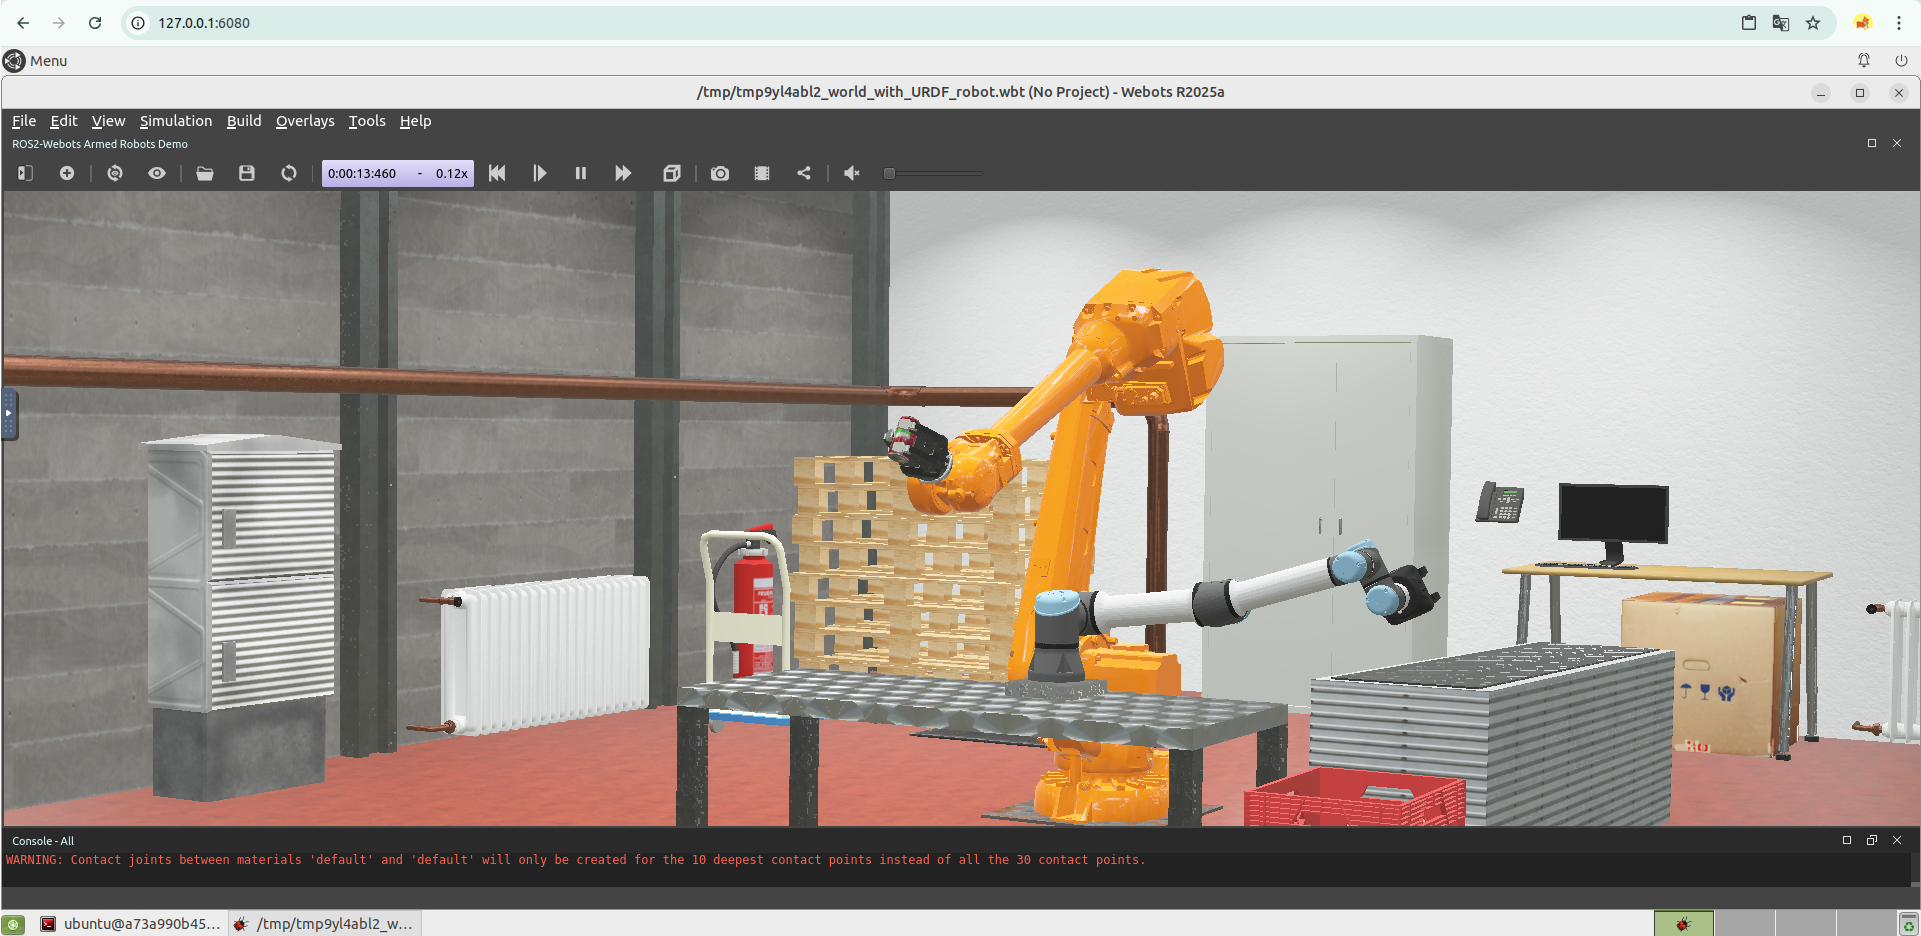 127.0.0.1:6080
Menu
/tmp/tmp9yl4abl2_world_with_URDF_robot.wbt (No Project) - Webots R2025a
File Edit View Simulation Build Overlays Tools Help
ROS2-Webots Armed Robots Demo
0:00:13:460 - 0.12x
Console - All
WARNING: Contact joints between materials 'default' and 'default' will only be created for the 10 deepest contact points instead of all the 30 contact points.
ubuntu@a73a990b45... /tmp/tmp9yl4abl2_w...